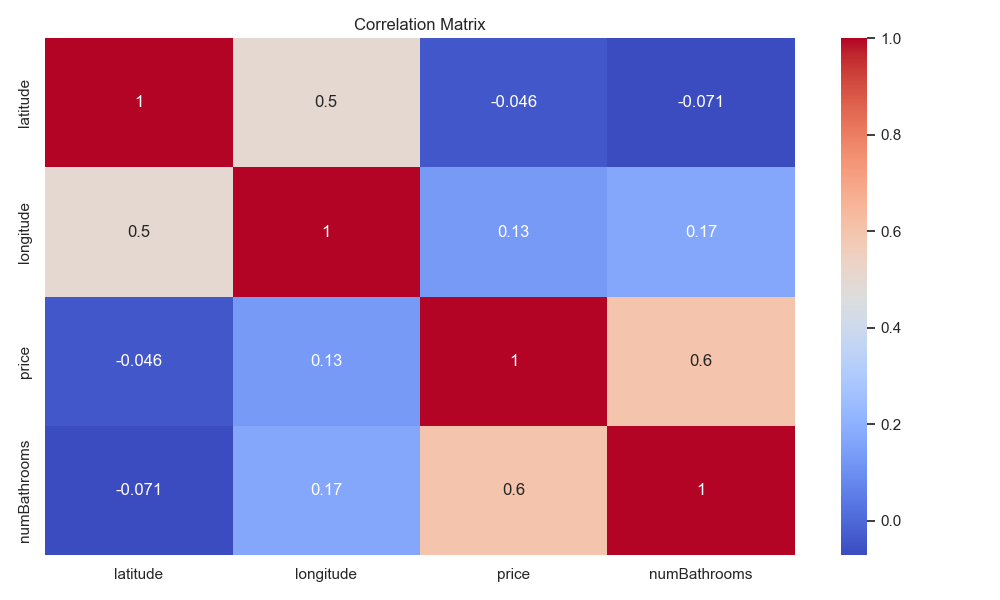 Correlation Matrix
latitude
1
0.5
-0.046
-0.071
longitude
0.5
1
0.13
0.17
price
-0.046
0.13
1
0.6
numBathrooms
-0.071
0.17
0.6
1
latitude
longitude
price
numBathrooms
1.0
0.8
0.6
0.4
0.2
0.0